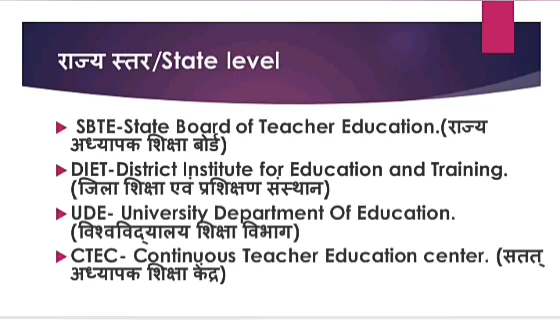 राज्य स्तर/State level
SBTE-State Board of Teacher Education.(राज्य
अध्यापक शिक्षा बोर्ड)
DIET-District Institute for Education and Training.
(जिला शिक्षा एवं प्रशिक्षण संस्थान)
UDE- University Department Of Education.
(विश्वविद्यालय शिक्षा विभाग)
CTEC- Continuous Teacher Education center. (सतत्
अध्यापक शिक्षा केंद्र)